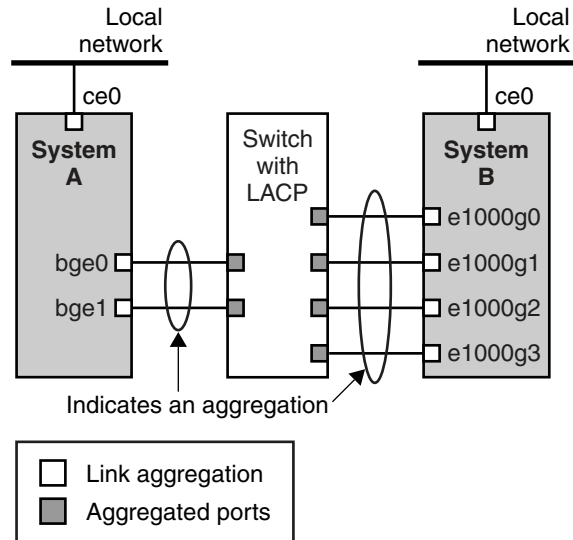 Local
network
Local
network
ce0
ce0
System
A
Switch
with
LACP
System
B
e1000g0
bge0
e1000g1
bge1
e1000g2
e1000g3
Indicates an aggregation
Link aggregation
Aggregated ports